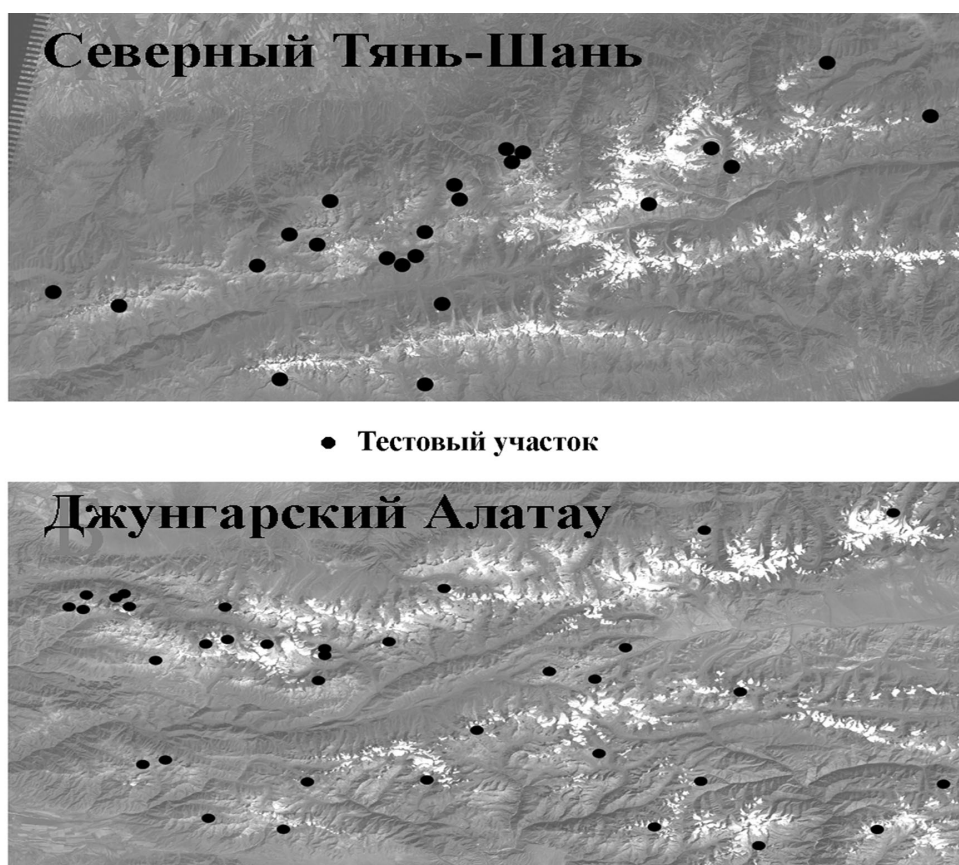 Северный Тянь-Шань
Тестовый участок
Джунгарский Алатау